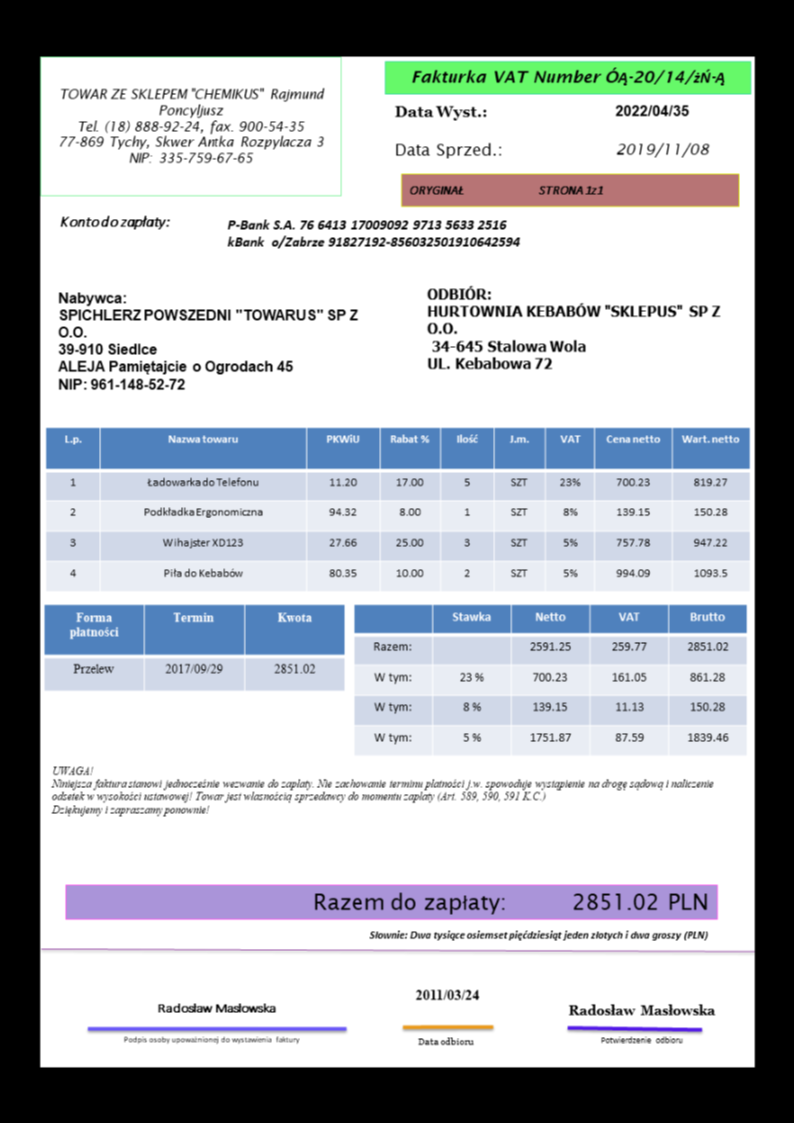 TOWAR ZE SKLEPEM "CHEMIKUS" Rajmund
Poncyljusz
Tel. (18) 888-92-24, fax. 900-54-35
77-869 Tychy, Skwer Antka Rozpylacza 3
NIP: 335-759-67-65
Fakturka VAT Number ÓĄ-20/14/żŃ-Ą
Data Wyst.: 2022/04/35
Data Sprzed.: 2019/11/08
ORYGINAŁ STRONA 1z1
Konto do zapłaty:
P-Bank S.A. 76 6413 17009092 9713 5633 2516
kBank o/Zabrze 91827192-856032501910642594
Nabywca:
SPICHLERZ POWSZEDNI "TOWARUS" SP Z
O.O.
39-910 Siedlce
ALEJA Pamiętajcie o Ogrodach 45
NIP: 961-148-52-72
ODBIÓR:
HURTOWNIA KEBABÓW "SKLEPUS" SP Z
O.O.
34-645 Stalowa Wola
UL. Kebabowa 72
L.p. Nazwa towaru PKWiU Rabat % Ilość J.m. VAT Cena netto Wart. netto
1 Ładowarka do Telefonu 11.20 17.00 5 SZT 23% 700.23 819.27
2 Podkładka Ergonomiczna 94.32 8.00 1 SZT 8% 139.15 150.28
3 Wihajster XD123 27.66 25.00 3 SZT 5% 757.78 947.22
4 Piła do Kebabów 80.35 10.00 2 SZT 5% 994.09 1093.5
Forma płatności Termin Kwota
Przelew 2017/09/29 2851.02
Stawka Netto VAT Brutto
Razem: 2591.25 259.77 2851.02
W tym: 23 % 700.23 161.05 861.28
W tym: 8 % 139.15 11.13 150.28
W tym: 5 % 1751.87 87.59 1839.46
UWAGA!
Niniejsza faktura stanowi jednocześnie wezwanie do zapłaty. Nie zachowanie terminu płatności j.w. spowoduje wystąpienie na drogę sądową i naliczenie
odsetek w wysokości ustawowej! Towar jest własnością sprzedawcy do momentu zapłaty (Art. 589, 590, 591 K.C.)
Dziękujemy i zapraszamy ponownie!
Razem do zapłaty: 2851.02 PLN
Słownie: Dwa tysiące osiemset pięćdziesiąt jeden złotych i dwa groszy (PLN)
Radosław Masłowska
Podpis osoby upoważnionej do wystawienia faktury
2011/03/24
Data odbioru
Radosław Masłowska
Potwierdzenie odbioru